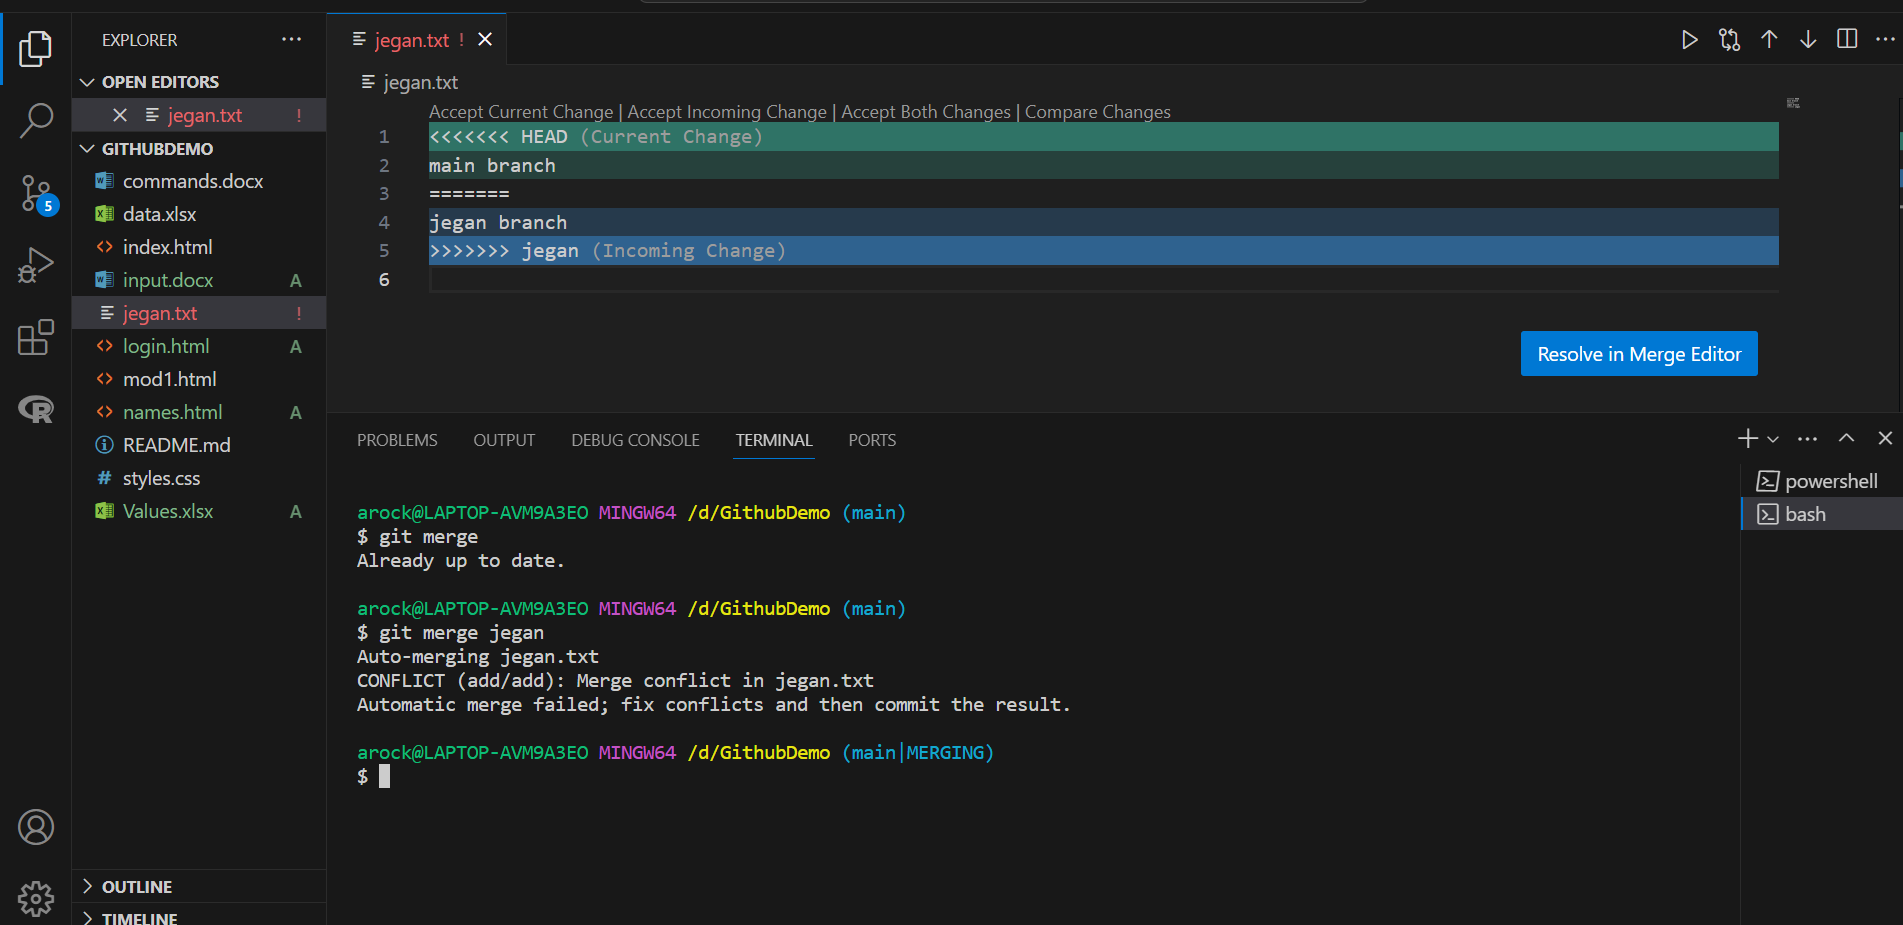 EXPLORER
OPEN EDITORS
jegan.txt !
GITHUBDEMO
commands.docx
data.xlsx
index.html
input.docx A
jegan.txt !
login.html A
mod1.html
names.html A
README.md
styles.css
Values.xlsx A
OUTLINE
TIMELINE
5
jegan.txt !
jegan.txt
Accept Current Change | Accept Incoming Change | Accept Both Changes | Compare Changes
1 <<<<<<< HEAD (Current Change)
2 main branch
3 =======
4 jegan branch
5 >>>>>>> jegan (Incoming Change)
6
Resolve in Merge Editor
PROBLEMS OUTPUT DEBUG CONSOLE TERMINAL PORTS
arock@LAPTOP-AVM9A3EO MINGW64 /d/GithubDemo (main)
$ git merge
Already up to date.
arock@LAPTOP-AVM9A3EO MINGW64 /d/GithubDemo (main)
$ git merge jegan
Auto-merging jegan.txt
CONFLICT (add/add): Merge conflict in jegan.txt
Automatic merge failed; fix conflicts and then commit the result.
arock@LAPTOP-AVM9A3EO MINGW64 /d/GithubDemo (main|MERGING)
$
powershell
bash